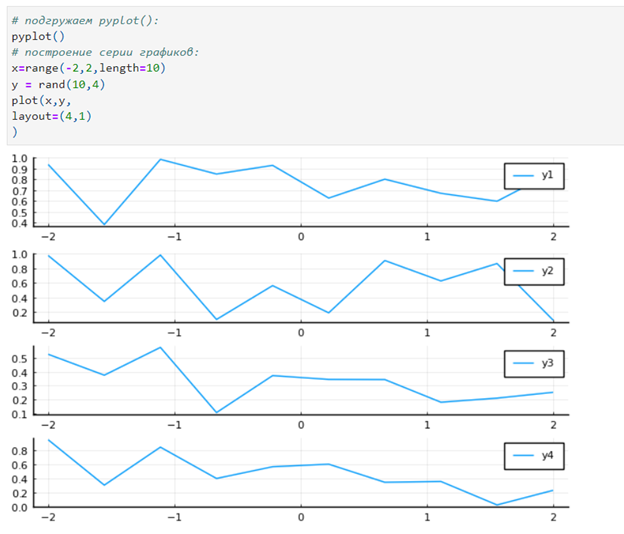 # подгружаем pyplot():
pyplot()
# построение серии графиков:
x=range(-2,2,length=10)
y = rand(10,4)
plot(x,y,
layout=(4,1)
)
1.0
0.9
0.8
0.7
0.6
0.5
0.4
y1
−2 −1 0 1 2
1.0
0.8
0.6
0.4
0.2
y2
−2 −1 0 1 2
0.5
0.4
0.3
0.2
0.1
y3
−2 −1 0 1 2
0.8
0.6
0.4
0.2
0.0
y4
−2 −1 0 1 2